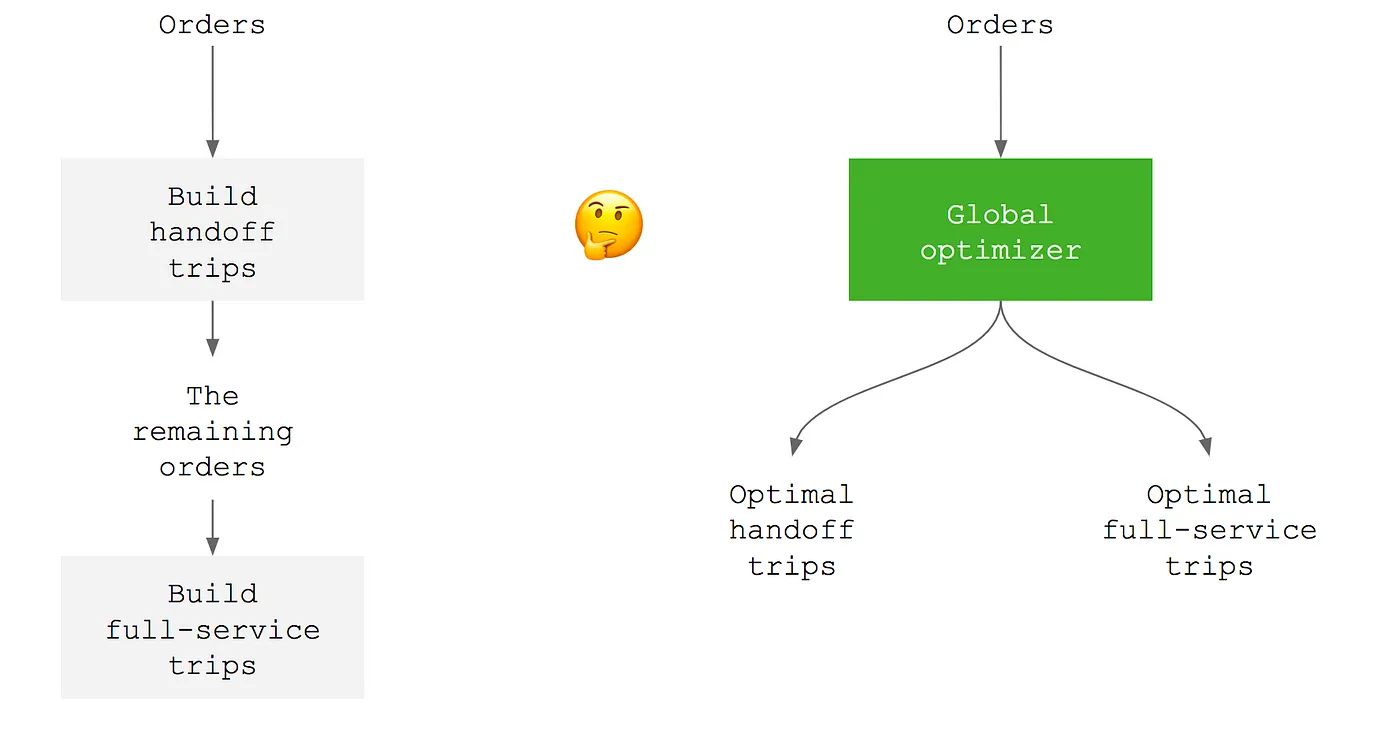 Orders
Build
handoff
trips
The
remaining
orders
Build
full-service
trips
Orders
Global
optimizer
Optimal
handoff
trips
Optimal
full-service
trips